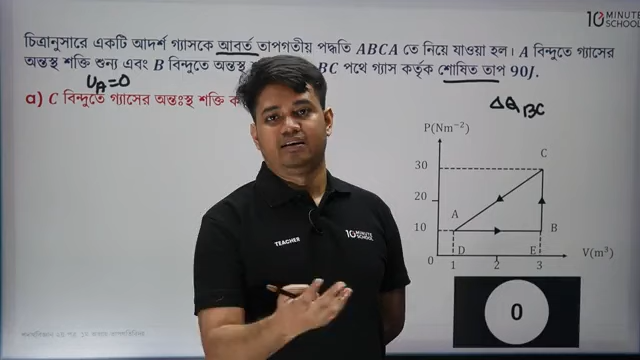 10 MINUTE SCHOOL
চিত্রানুসারে একটি আদর্শ গ্যাসকে আবর্ত তাপগতীয় পদ্ধতি ABCA তে নিয়ে যাওয়া হল। A বিন্দুতে গ্যাসের
অন্তস্থ শক্তি শুন্য এবং B বিন্দুতে অন্তস্থ BC পথে গ্যাস কর্তৃক শোষিত তাপ 90J.
U_A=0
a) C বিন্দুতে গ্যাসের অন্তঃস্থ শক্তি
ΔQ_BC
P(Nm⁻²)
C
30
20
A
10
B
D
E
0
1
2
3
V(m³)
TEACHER
10 MINUTE SCHOOL
0